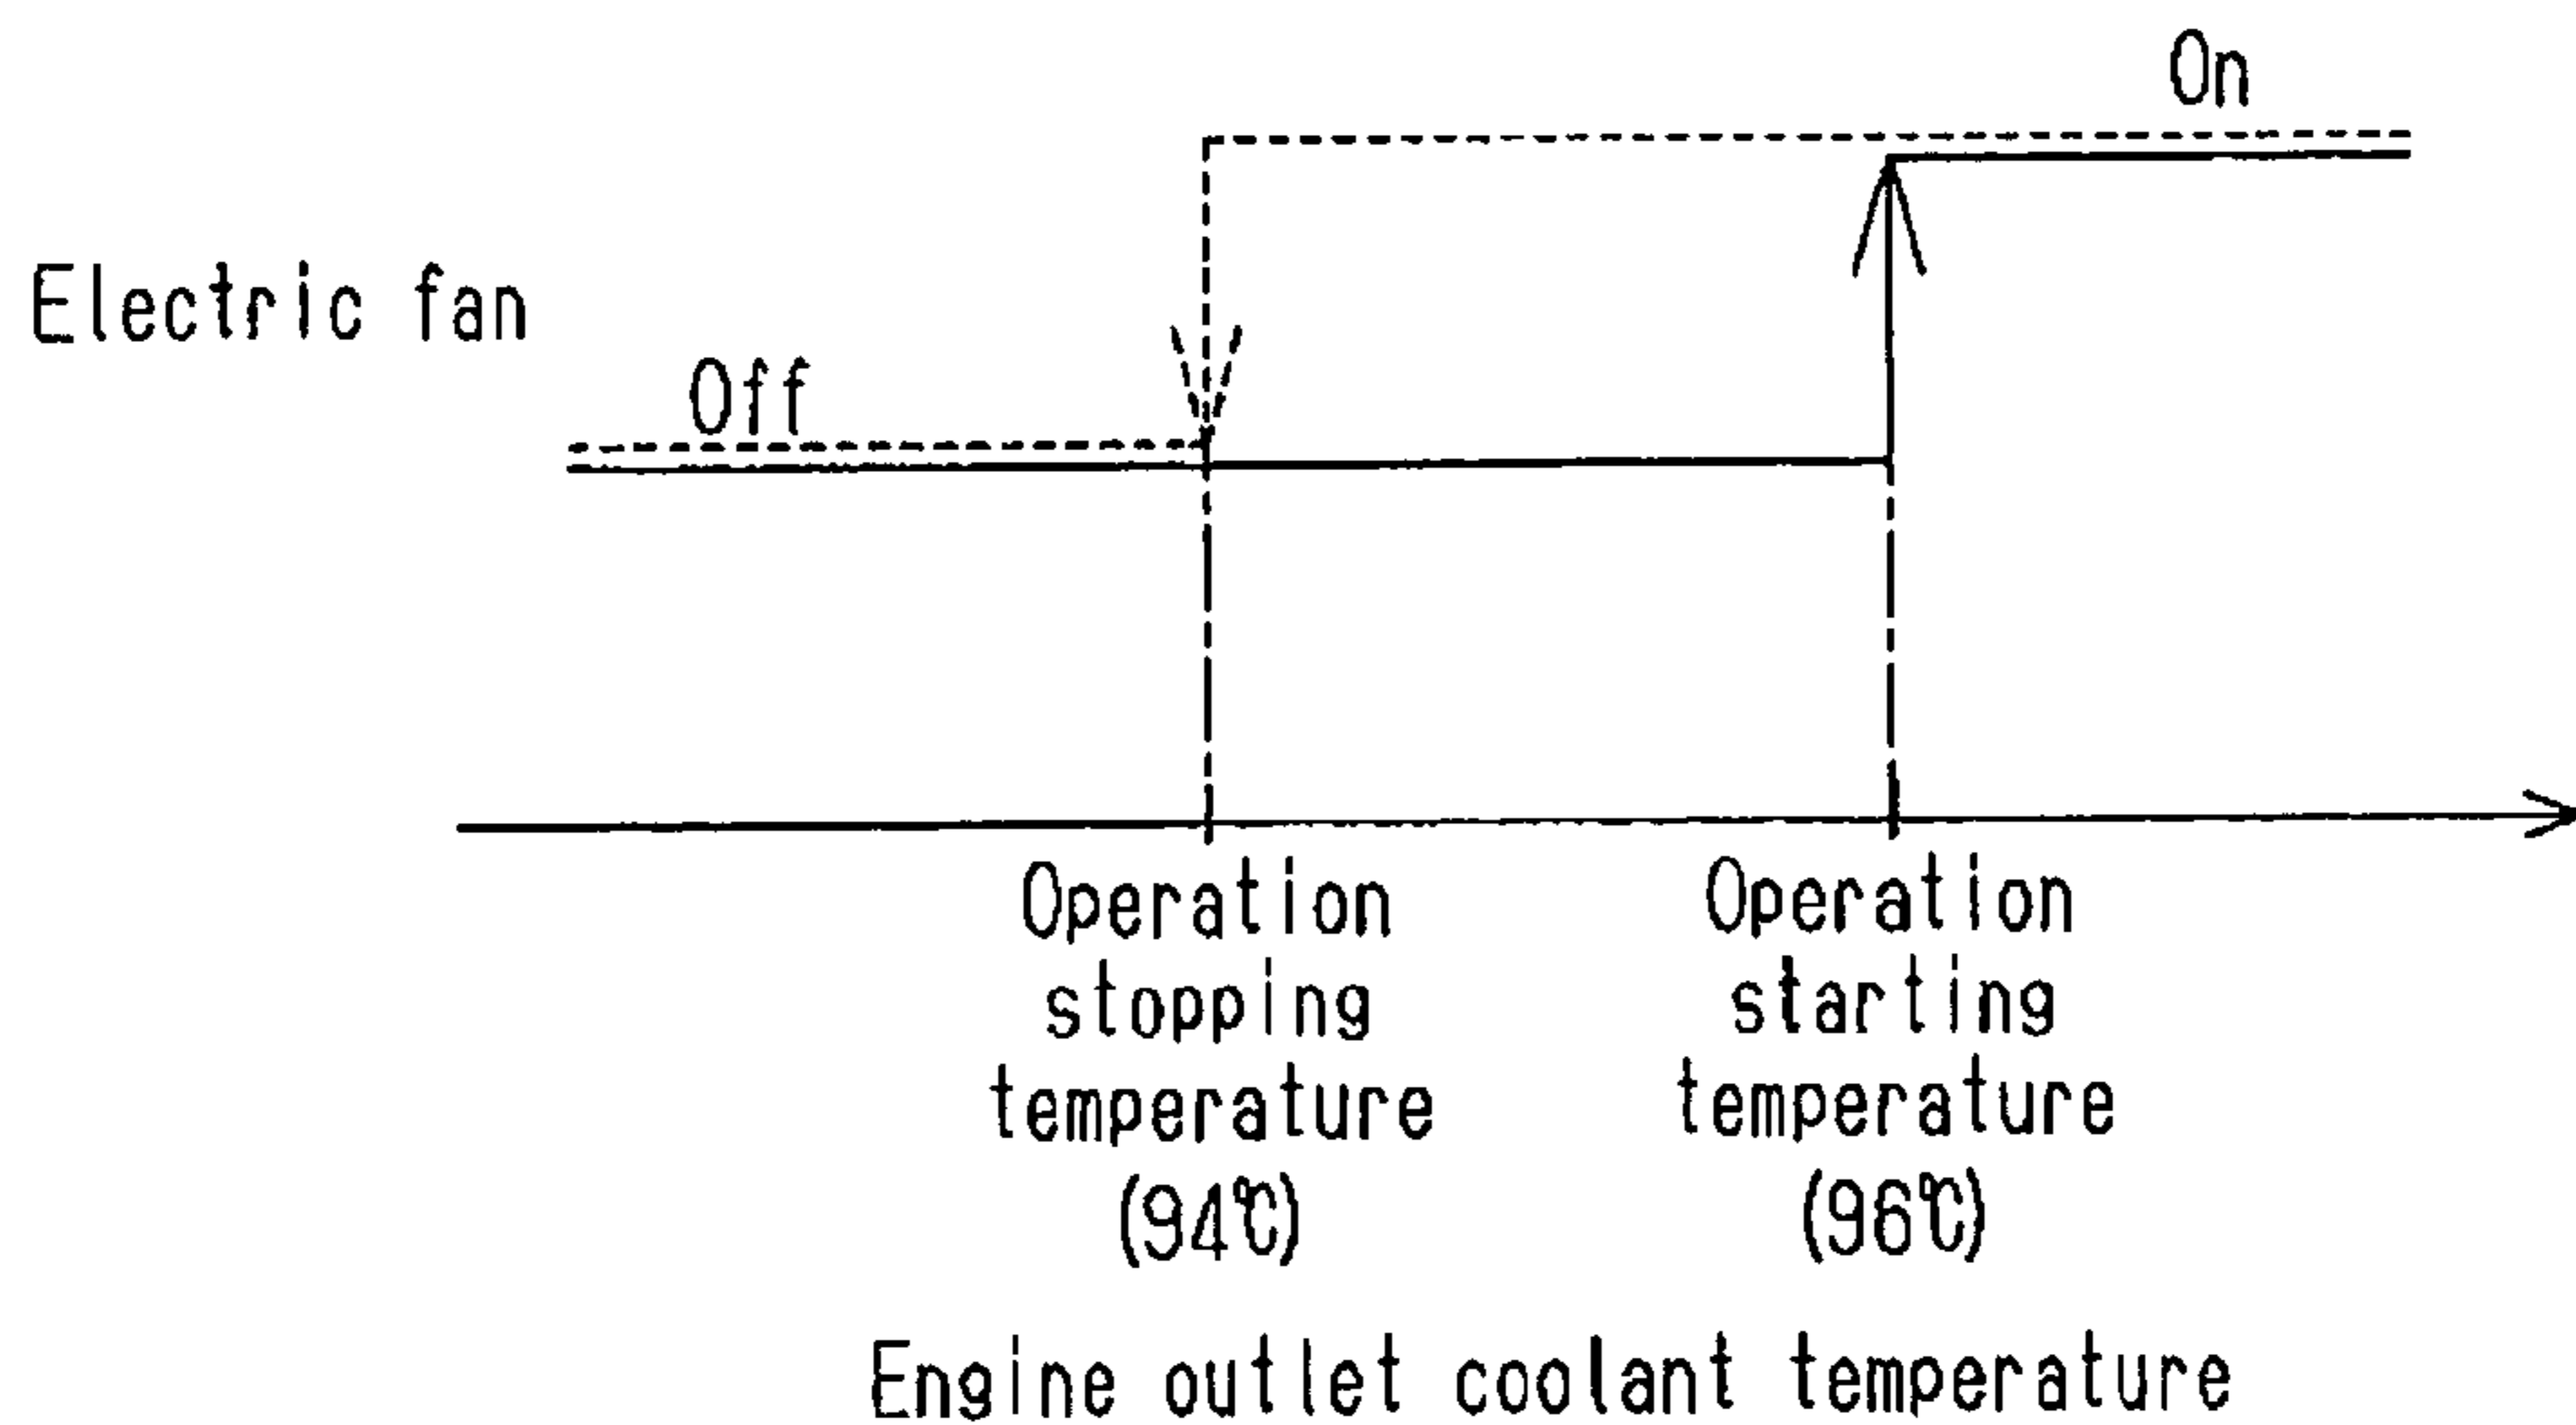 On
Electric fan
Off
Operation
stopping
temperature
(94℃)
Operation
starting
temperature
(96℃)
Engine outlet coolant temperature